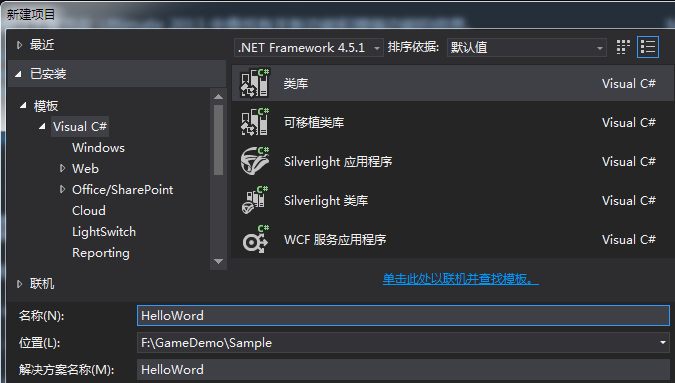 新建项目
最近
已安装
模板
Visual C#
Windows
Web
Office/SharePoint
Cloud
LightSwitch
Reporting
联机
.NET Framework 4.5.1 排序依据: 默认值
C# 类库 Visual C#
C# 可移植类库 Visual C#
C# Silverlight 应用程序 Visual C#
C# Silverlight 类库 Visual C#
C# WCF 服务应用程序 Visual C#
单击此处以联机并查找模板。
名称(N): HelloWord
位置(L): F:\GameDemo\Sample
解决方案名称(M): HelloWord